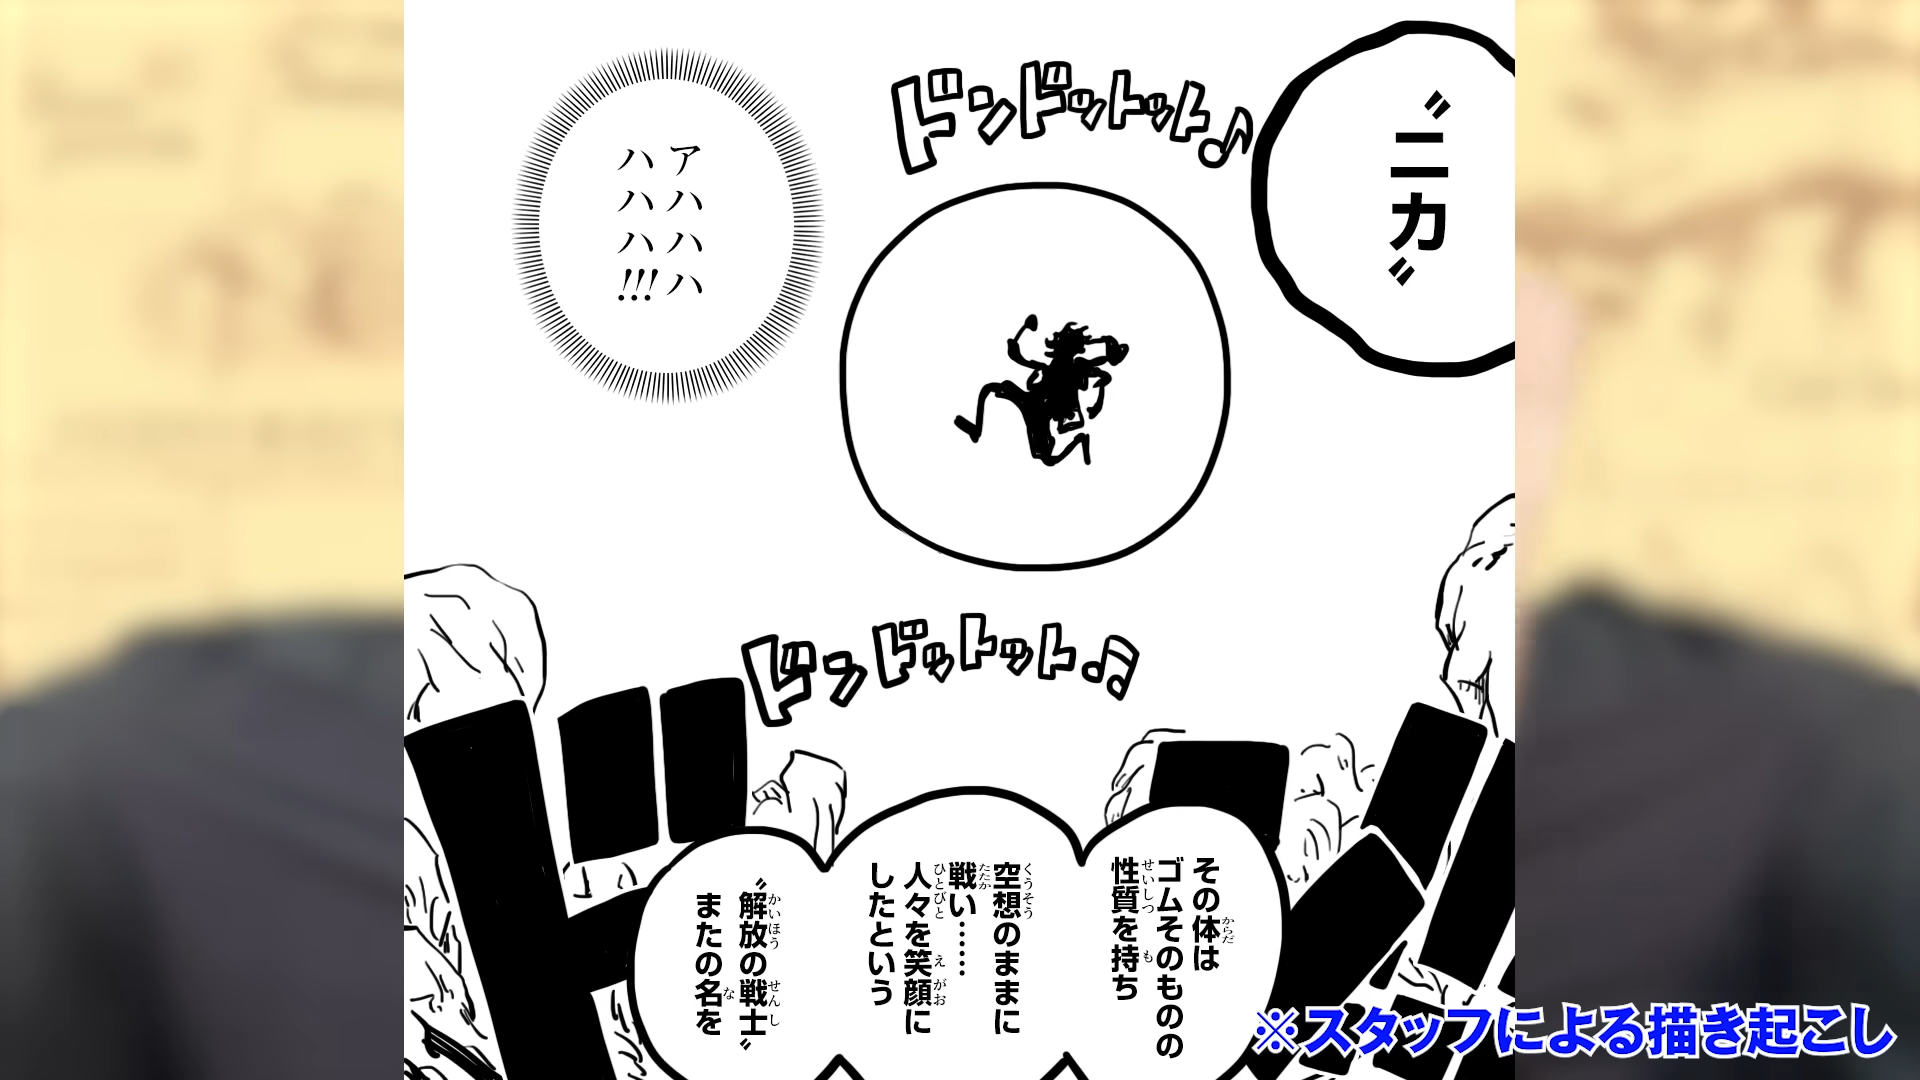 ドンドットット♪
〝ニカ〟
アハハハ
ハハハ!!!
ドンドットット♫
その体は
ゴムそのものの
性質を持ち
空想のままに
戦い……
人々を笑顔に
したという
〝解放の戦士〟
またの名を
※スタッフによる描き起こし